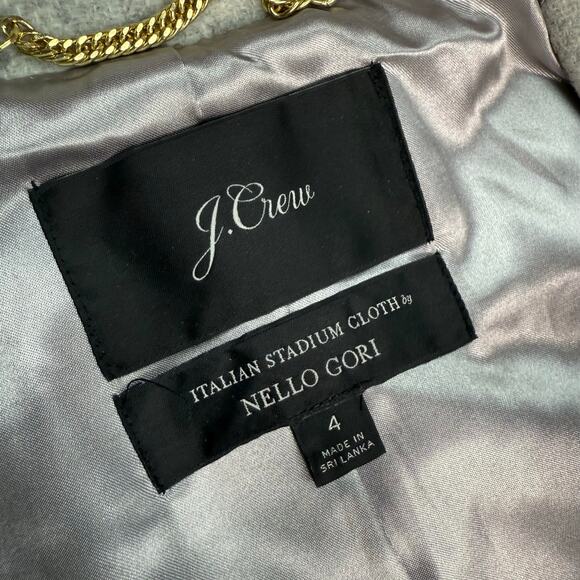 J.Crew
ITALIAN STADIUM CLOTH by
NELLO GORI
4
MADE IN
SRI LANKA